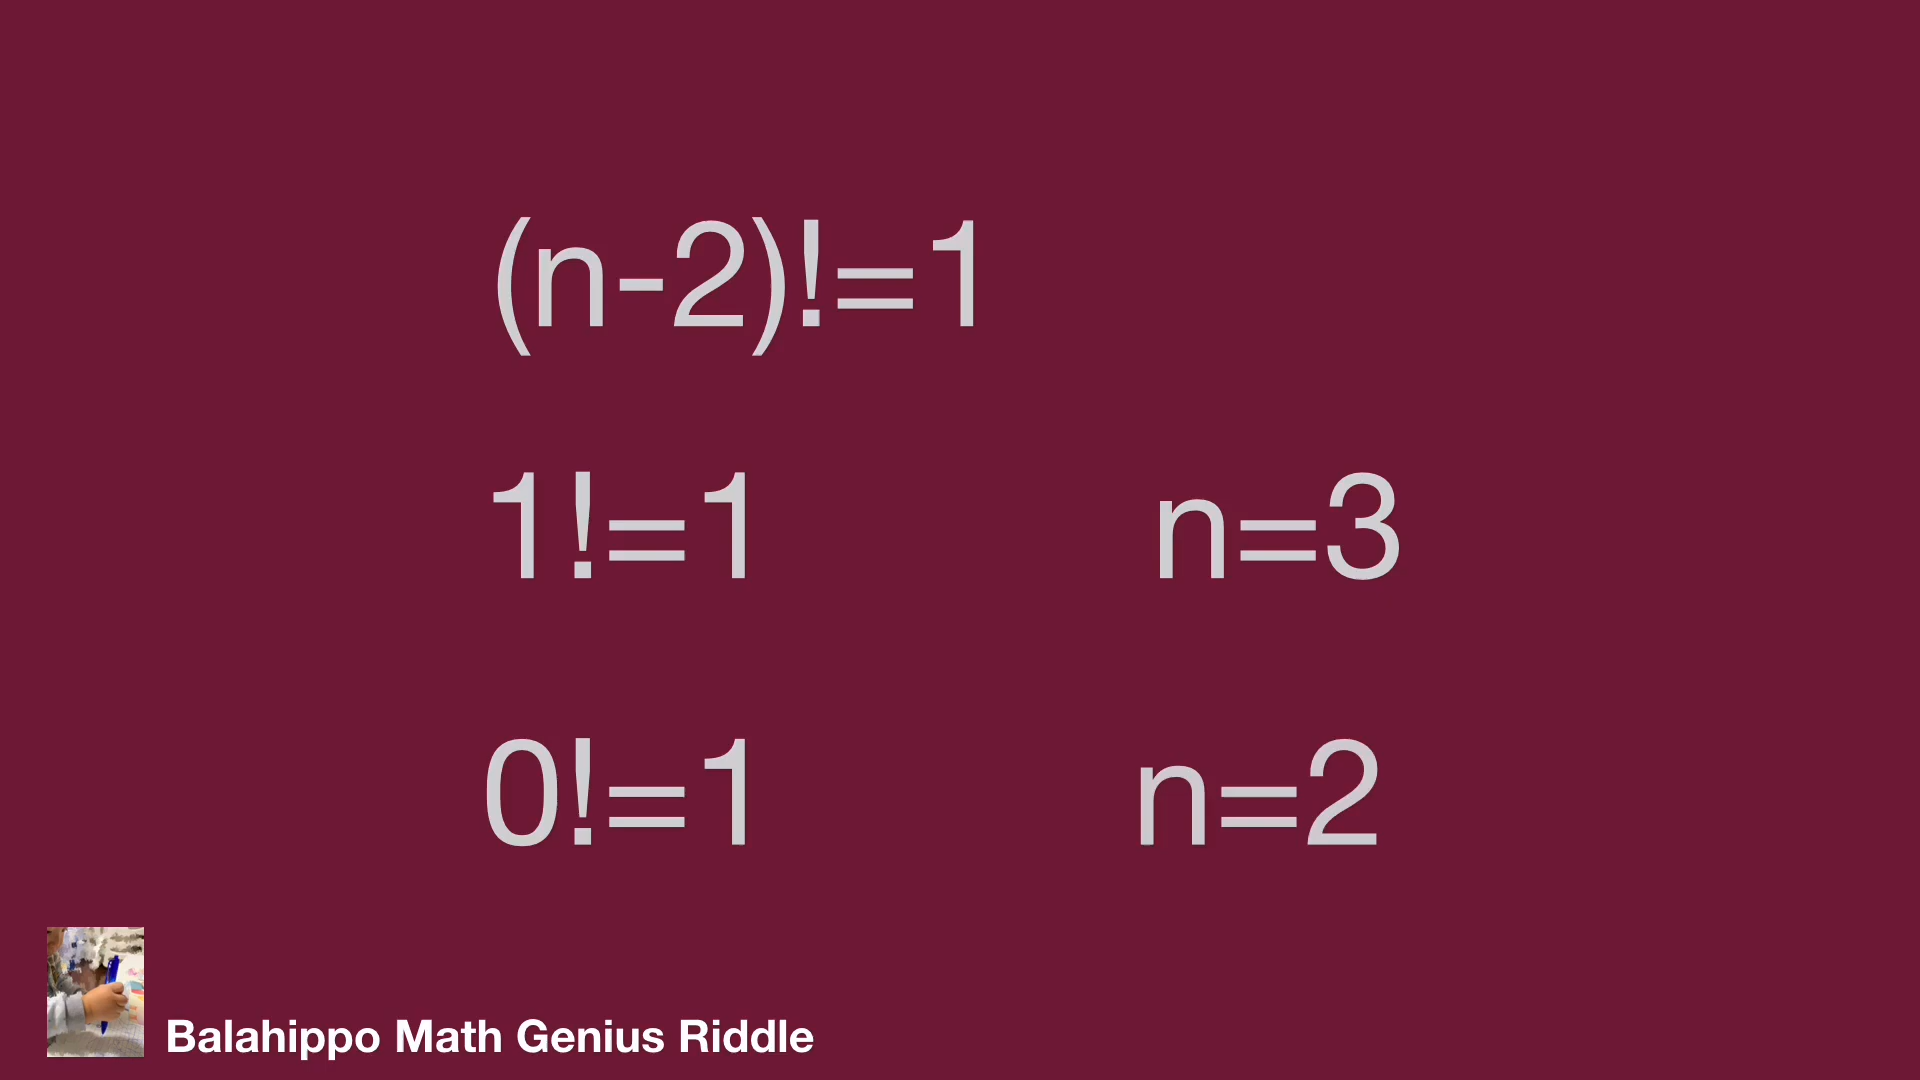 (n-2)!=1
1!=1 n=3
0!=1 n=2
Balahippo Math Genius Riddle